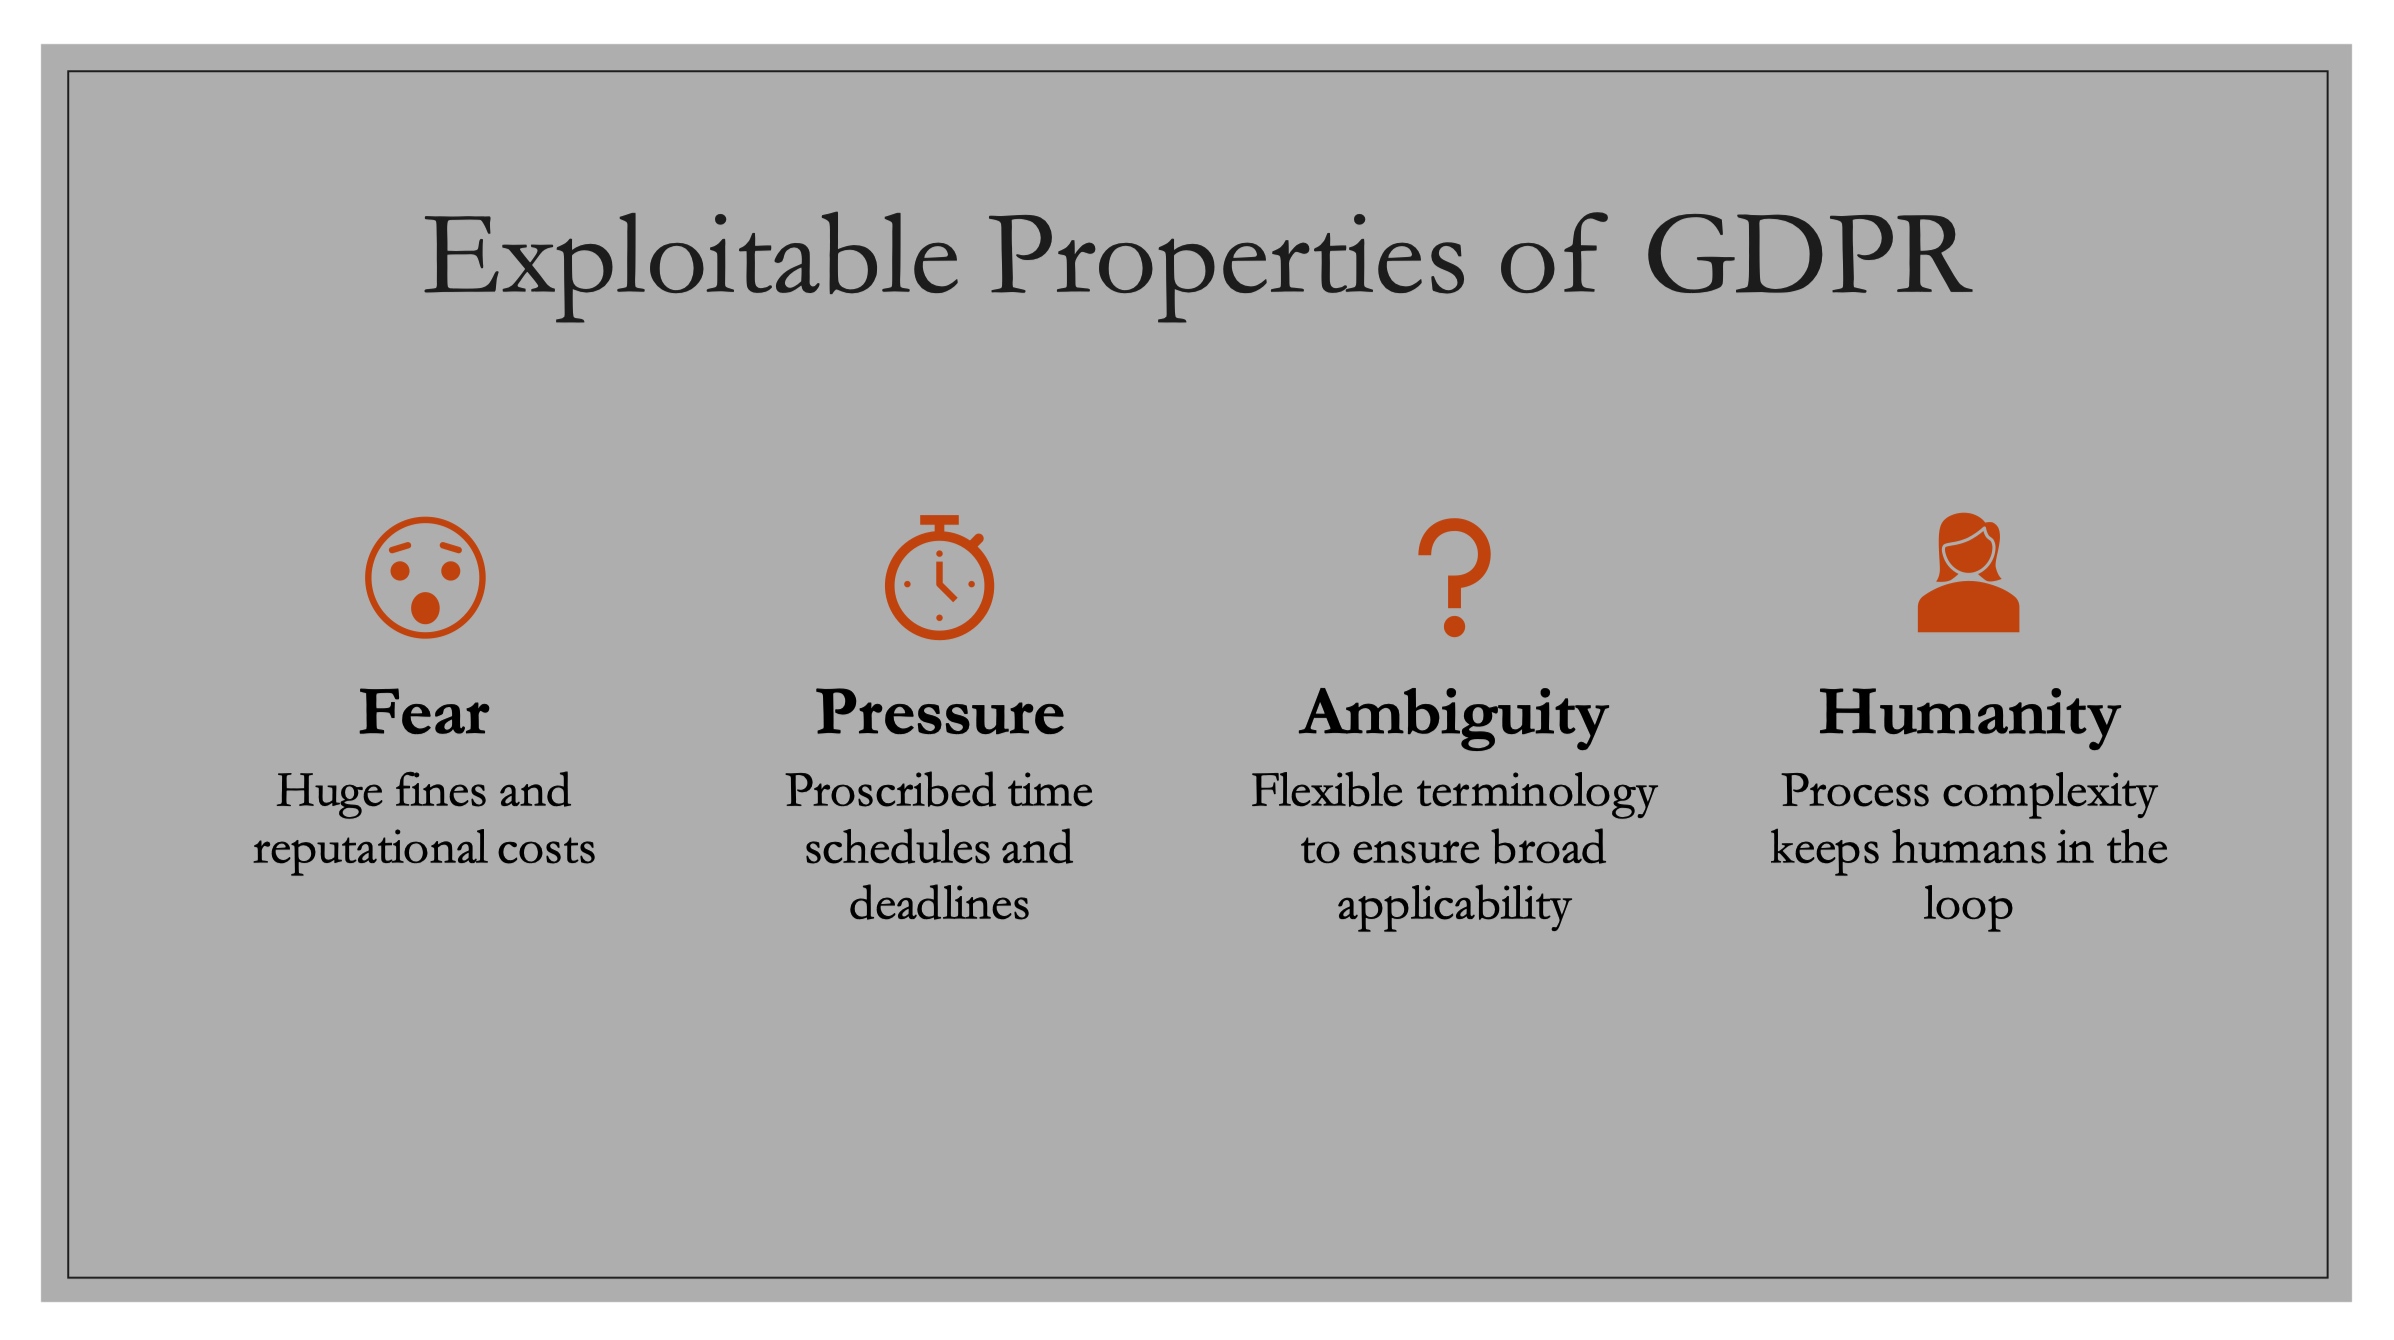 Exploitable Properties of GDPR
Fear
Huge fines and
reputational costs
Pressure
Proscribed time
schedules and
deadlines
Ambiguity
Flexible terminology
to ensure broad
applicability
Humanity
Process complexity
keeps humans in the
loop